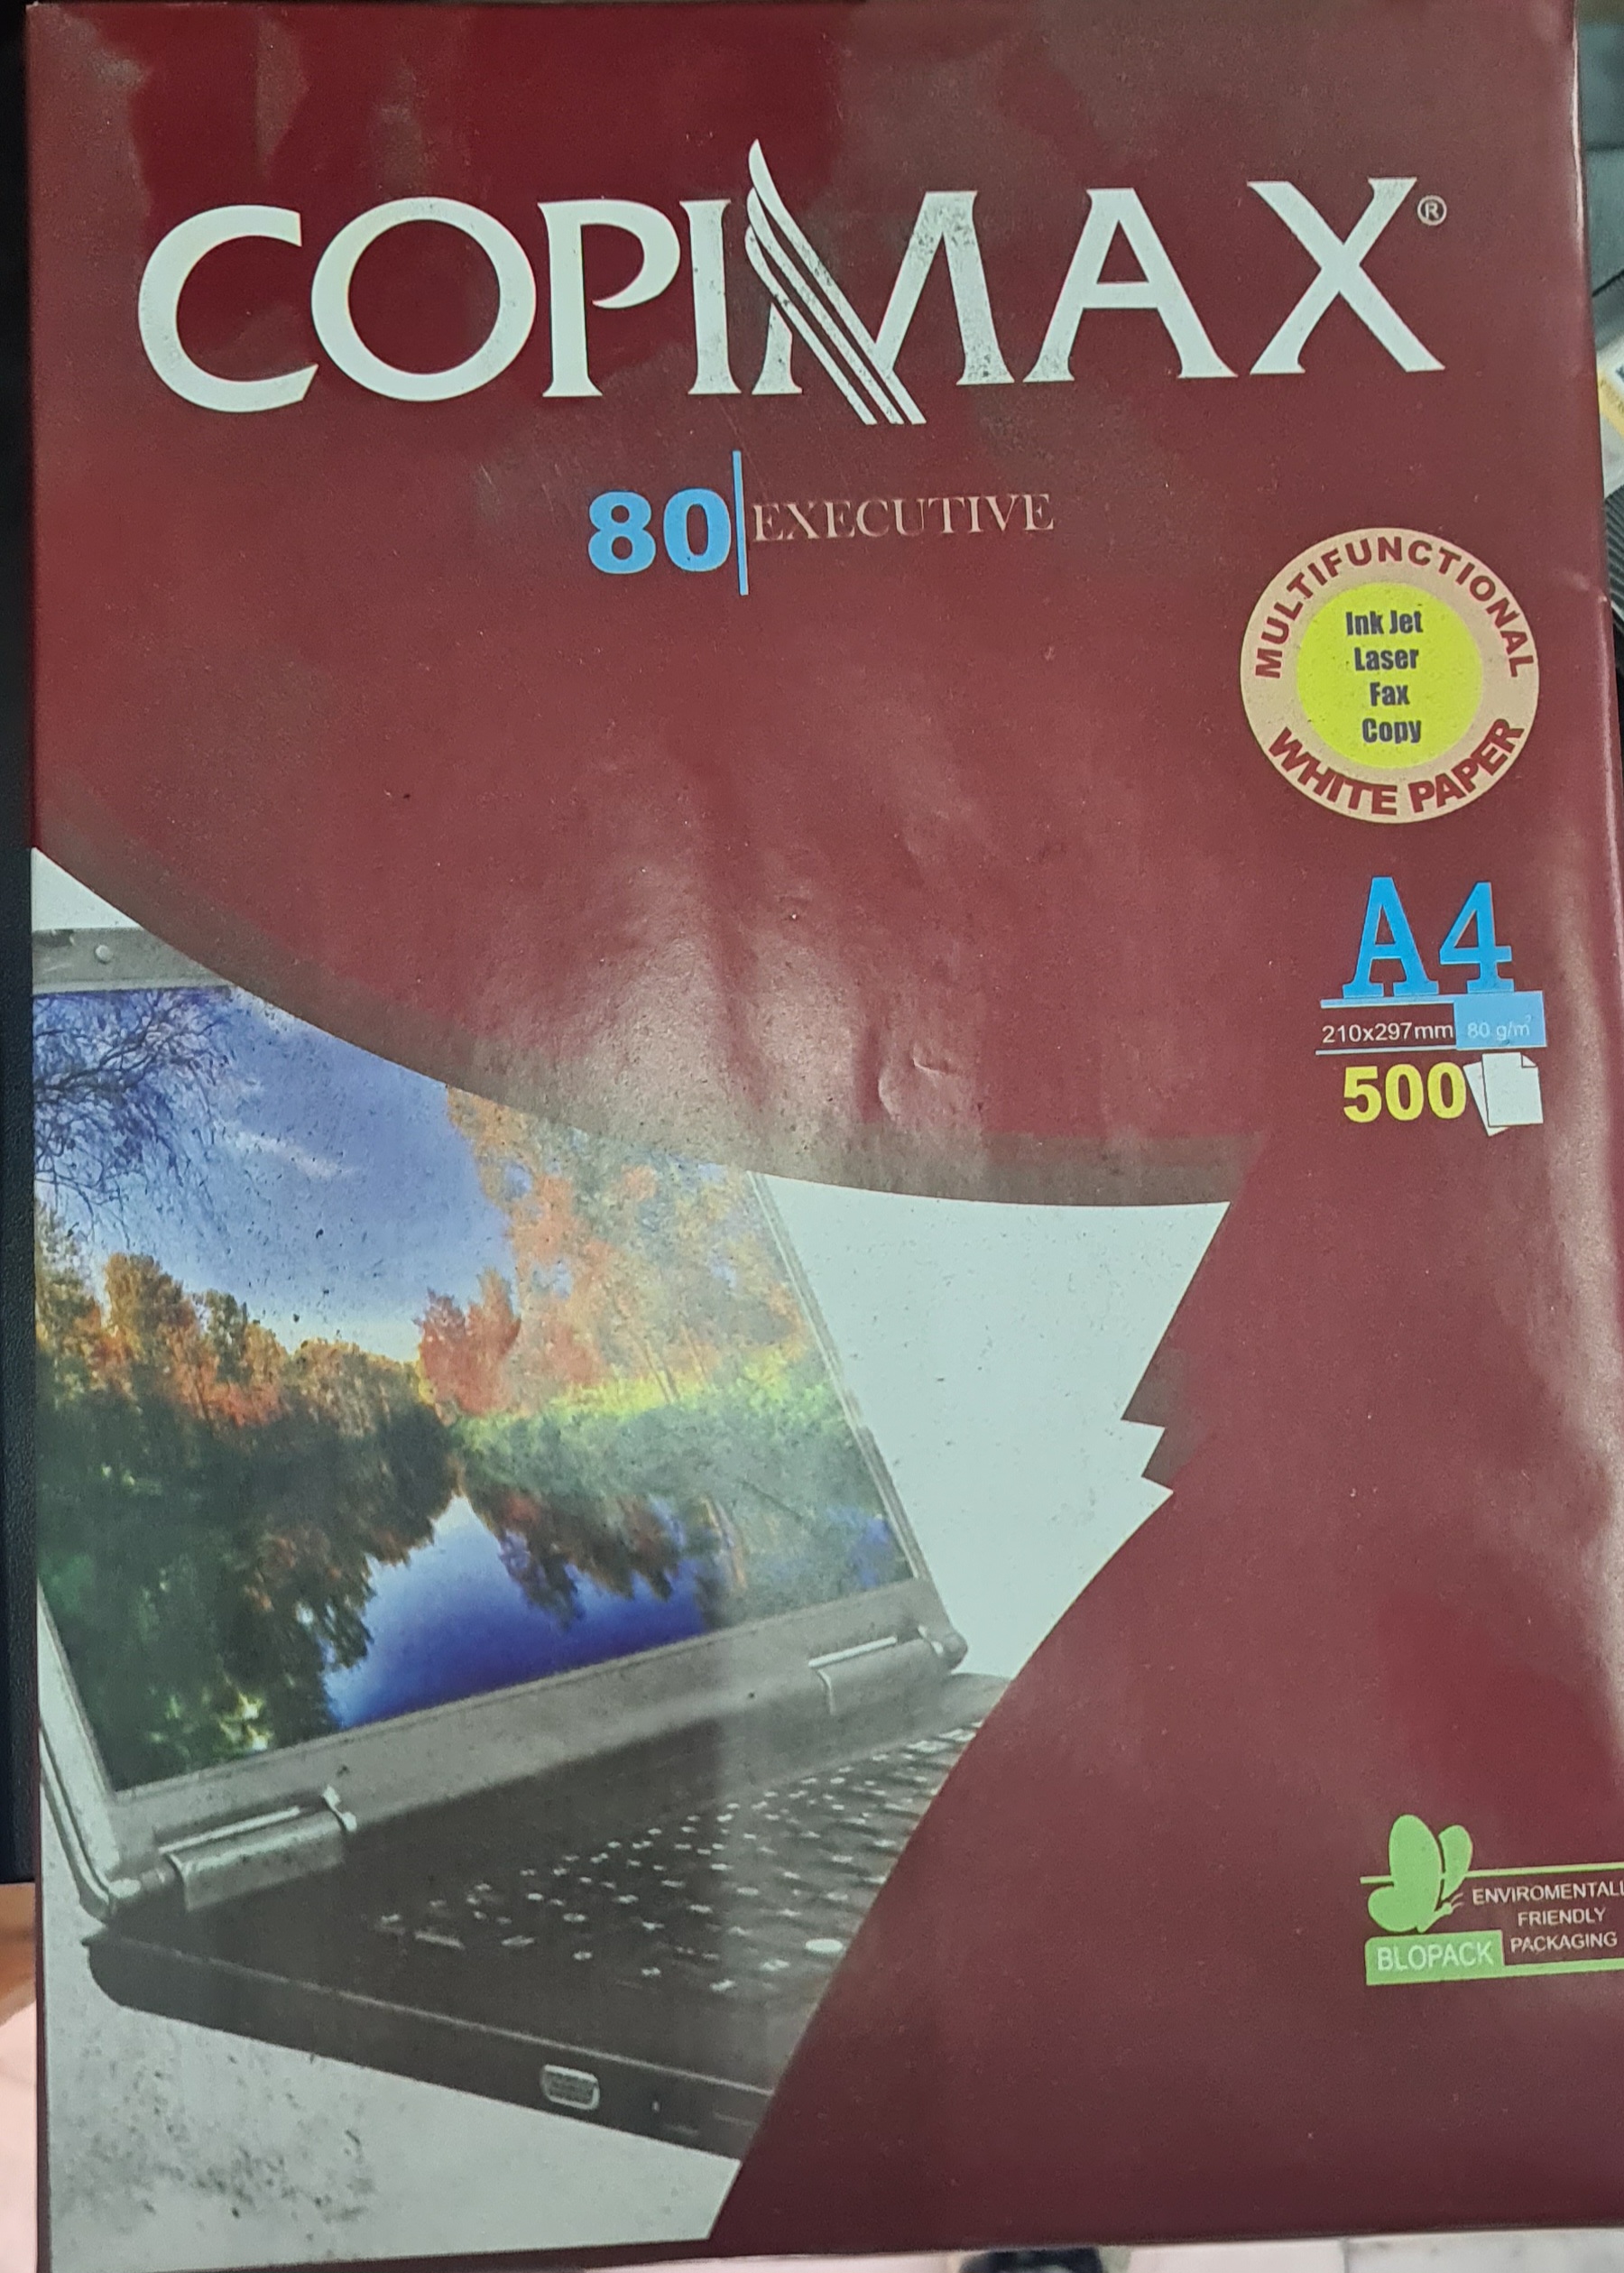 COPIMAX®
80 EXECUTIVE
MULTIFUNCTIONAL
Ink Jet
Laser
Fax
Copy
WHITE PAPER
A4
210x297mm 80 g/m²
500
ENVIROMENTALL
FRIENDLY
BLOPACK PACKAGING